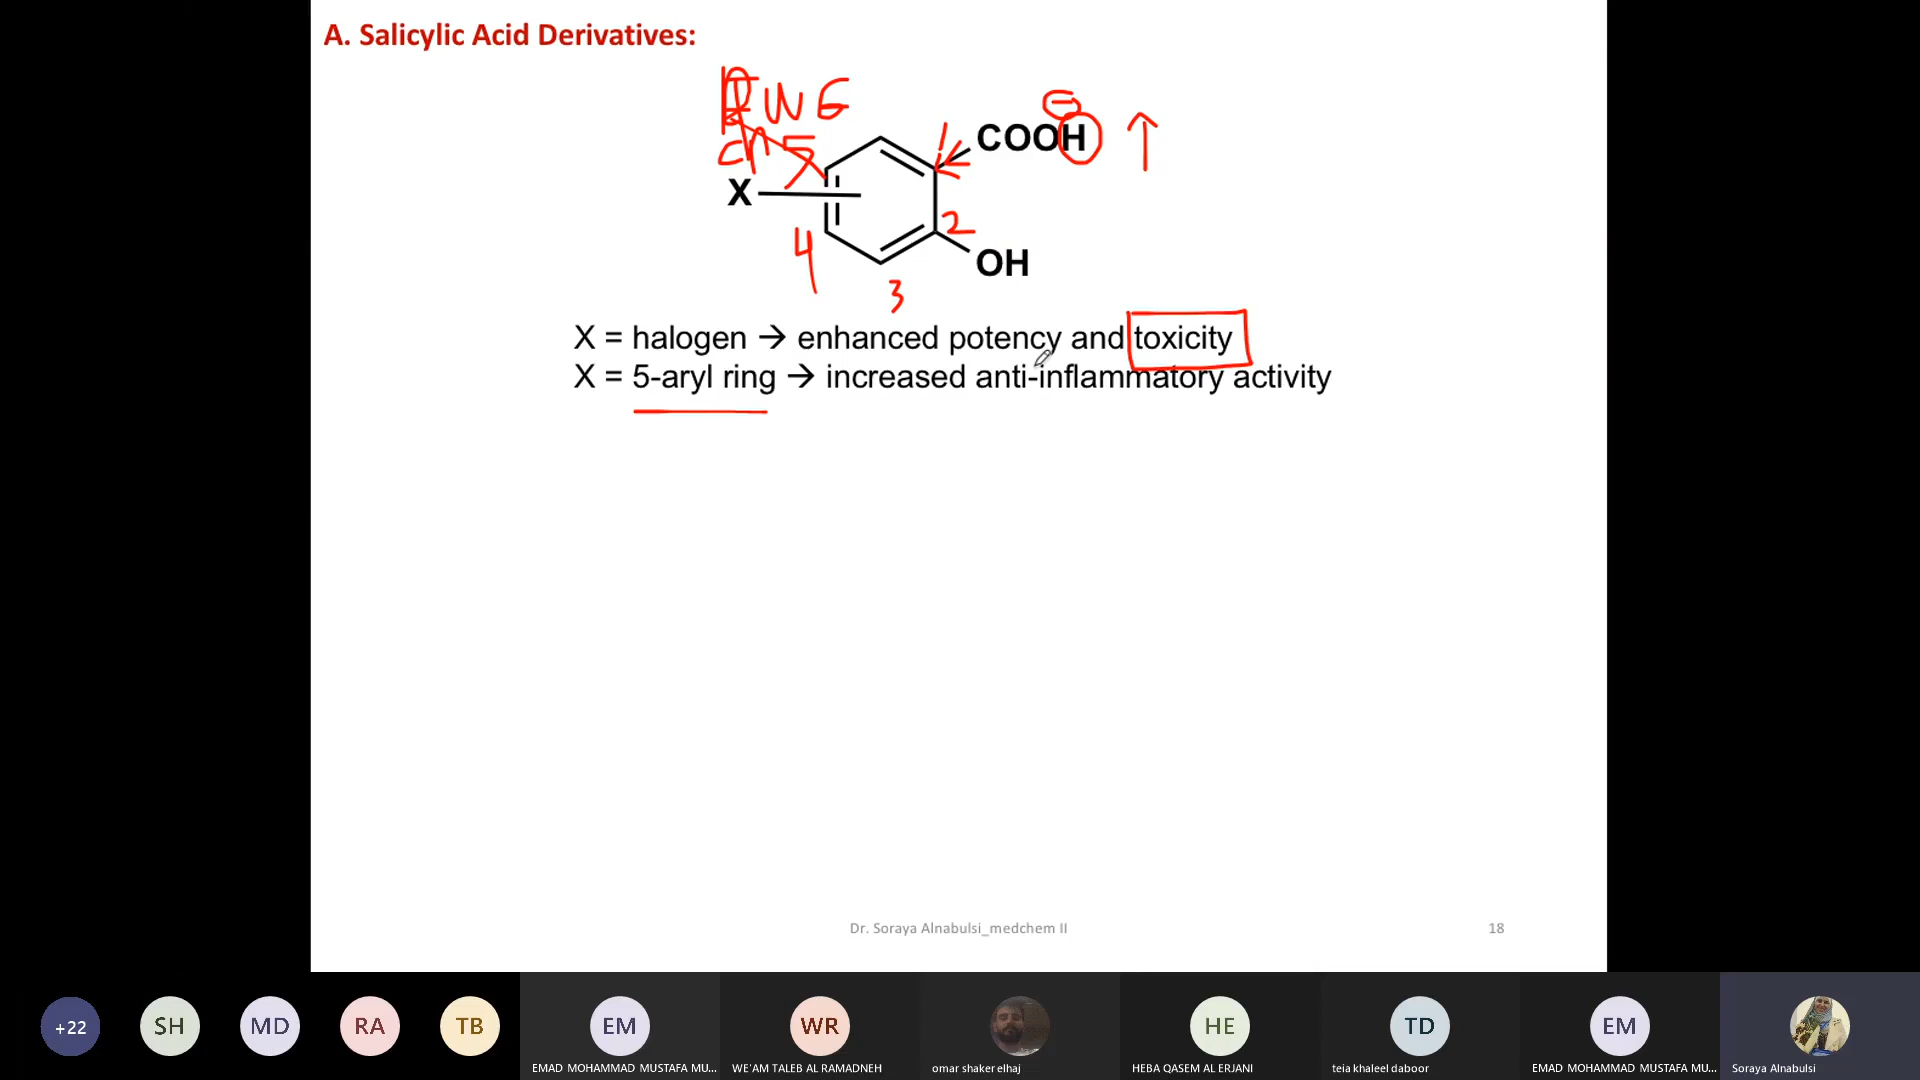 A. Salicylic Acid Derivatives:
W G
5
1
COOH
X
2
4
OH
3
X = halogen → enhanced potency and toxicity
X = 5-aryl ring → increased anti-inflammatory activity
Dr. Soraya Alnabulsi_medchem II
18
+22
SH
MD
RA
TB
EM
WR
HE
TD
EM
EMAD MOHAMMAD MUSTAFA MU...
WE'AM TALEB AL RAMADNEH
omar shaker elhaj
HEBA QASEM AL ERJANI
teia khaleel daboor
EMAD MOHAMMAD MUSTAFA MU...
Soraya Alnabulsi